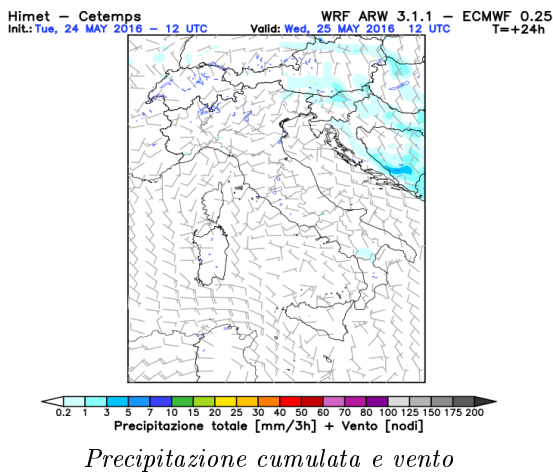 Himet − Cetemps WRF ARW 3.1.1 − ECMWF 0.25
Init.: Tue, 24 MAY 2016 − 12 UTC Valid: Wed, 25 MAY 2016 12 UTC T=+24h
0.2 1 3 5 7 10 15 20 25 30 40 50 60 70 80 100 125 150 175 200
Precipitazione totale [mm/3h] + Vento [nodi]
Precipitazione cumulata e vento